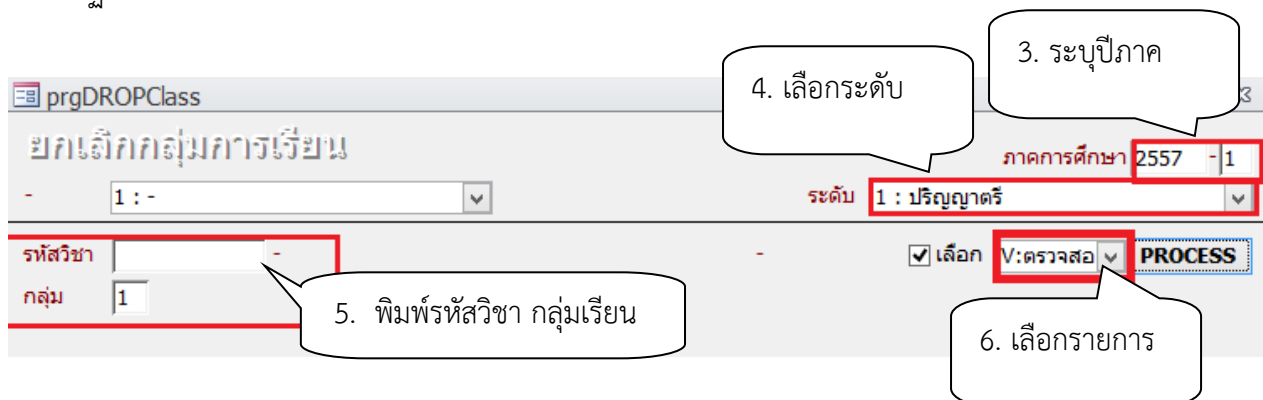 3. ระบุปีภาค
4. เลือกระดับ
prgDROPClass
ยกเลิกกลุ่มการเรียน
ภาคการศึกษา 2557 - 1
- 1 : -
ระดับ 1 : ปริญญาตรี
รหัสวิชา - - เลือก V:ตรวจสอ PROCESS
กลุ่ม 1
5. พิมพ์รหัสวิชา กลุ่มเรียน
6. เลือกรายการ